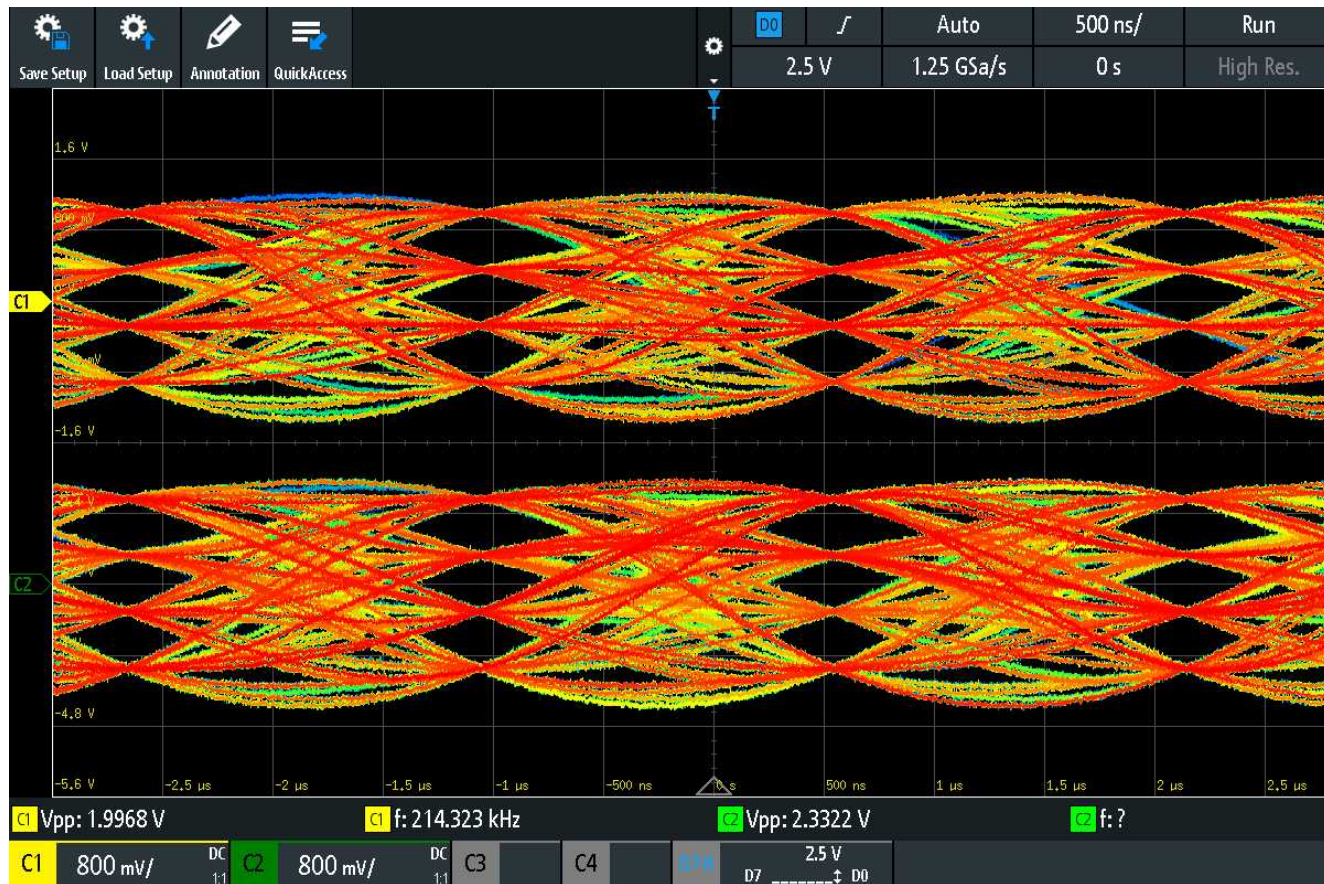 D0 Auto 500 ns/ Run
Save Setup Load Setup Annotation QuickAccess
2.5 V 1.25 GSa/s 0 s High Res.
T
1.6 V
800 mV
C1
-1.6 V
C2
-4.8 V
-5.6 V -2.5 µs -2 µs -1.5 µs -1 µs -500 ns 0 s 500 ns 1 µs 1.5 µs 2 µs 2.5 µs
C1 Vpp: 1.9968 V C1 f: 214.323 kHz C2 Vpp: 2.3322 V C2 f: ?
C1 800 mV/ DC 1:1 C2 800 mV/ DC 1:1 C3 C4 2.5 V
D7 D0